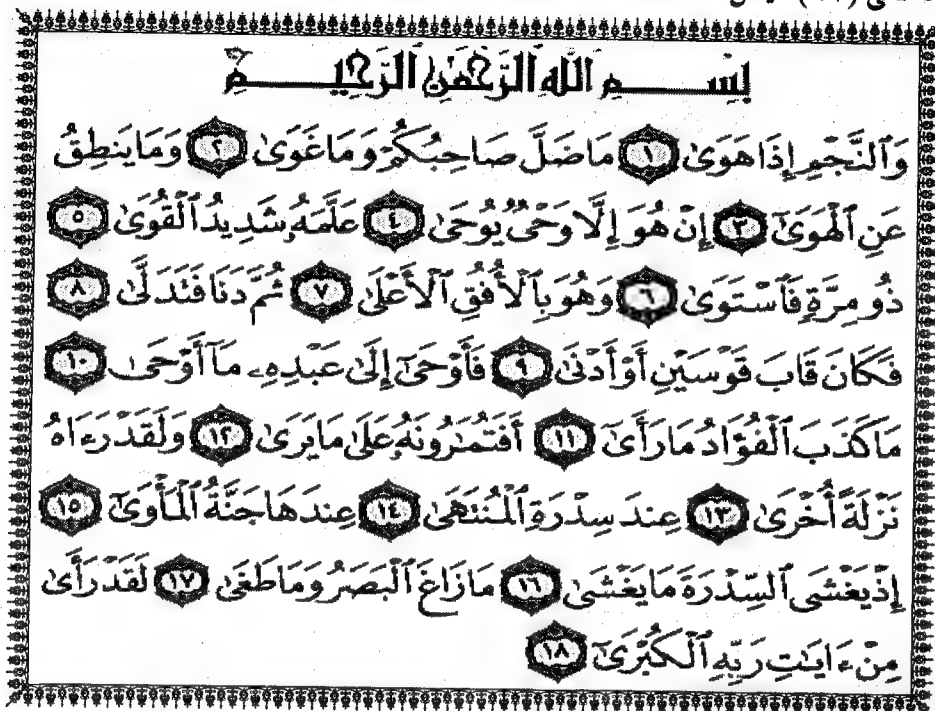 بِسْمِ ٱللَّهِ ٱلرَّحْمَٰنِ ٱلرَّحِيمِ
وَٱلنَّجْمِ إِذَا هَوَىٰ ١ مَا ضَلَّ صَاحِبُكُمْ وَمَا غَوَىٰ ٢ وَمَا يَنطِقُ
عَنِ ٱلْهَوَىٰٓ ٣ إِنْ هُوَ إِلَّا وَحْىٌ يُوحَىٰ ٤ عَلَّمَهُۥ شَدِيدُ ٱلْقُوَىٰ ٥
ذُو مِرَّةٍ فَٱسْتَوَىٰ ٦ وَهُوَ بِٱلْأُفُقِ ٱلْأَعْلَىٰ ٧ ثُمَّ دَنَا فَتَدَلَّىٰ ٨
فَكَانَ قَابَ قَوْسَيْنِ أَوْ أَدْنَىٰ ٩ فَأَوْحَىٰٓ إِلَىٰ عَبْدِهِۦ مَآ أَوْحَىٰ ١٠
مَا كَذَبَ ٱلْفُؤَادُ مَا رَأَىٰٓ ١١ أَفَتُمَٰرُونَهُۥ عَلَىٰ مَا يَرَىٰ ١٢ وَلَقَدْ رَءَاهُ
نَزْلَةً أُخْرَىٰ ١٣ عِندَ سِدْرَةِ ٱلْمُنتَهَىٰ ١٤ عِندَهَا جَنَّةُ ٱلْمَأْوَىٰٓ ١٥
إِذْ يَغْشَى ٱلسِّدْرَةَ مَا يَغْشَىٰ ١٦ مَا زَاغَ ٱلْبَصَرُ وَمَا طَغَىٰ ١٧ لَقَدْ رَأَىٰ
مِنْ ءَايَٰتِ رَبِّهِ ٱلْكُبْرَىٰٓ ١٨